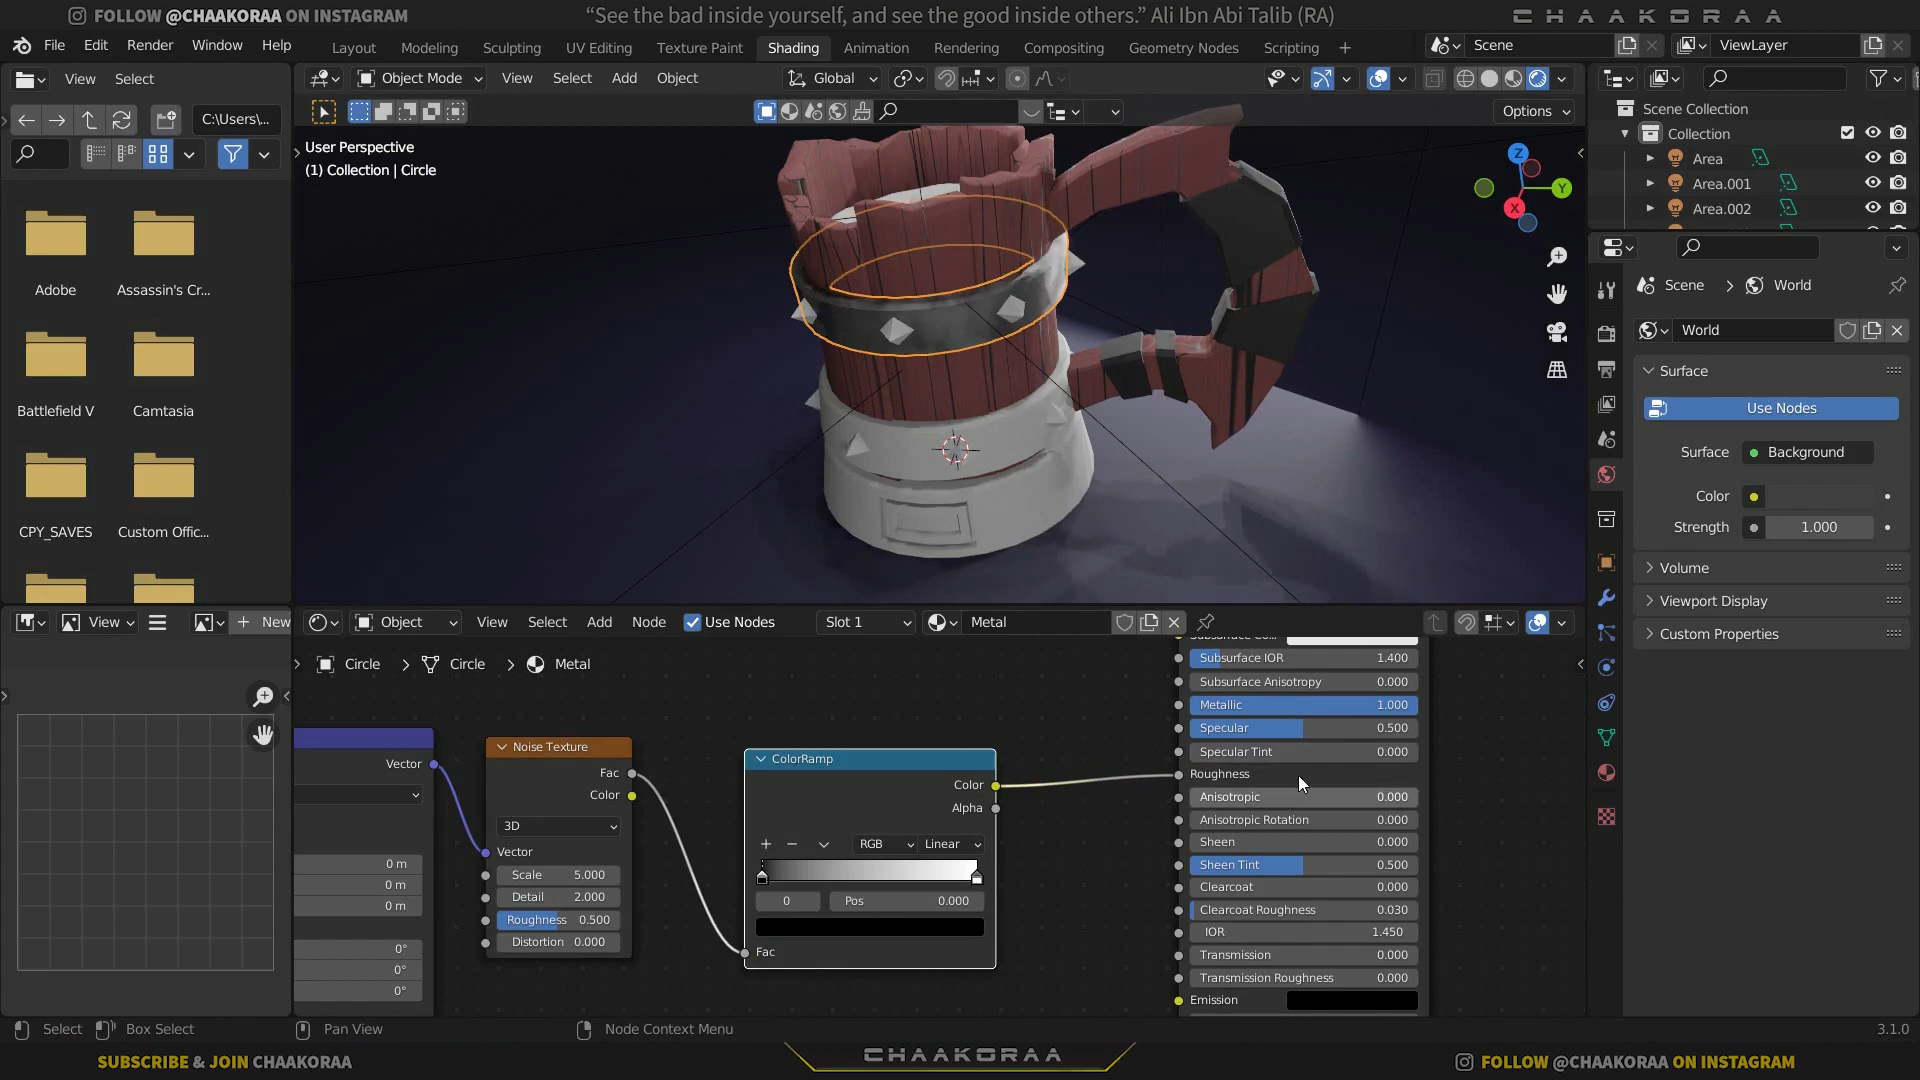 FOLLOW @CHAAKORAA ON INSTAGRAM
“See the bad inside yourself, and see the good inside others.” Ali Ibn Abi Talib (RA)
CHAAKORAA
File Edit Render Window Help
Layout Modeling Sculpting UV Editing Texture Paint Shading Animation Rendering Compositing Geometry Nodes Scripting
Scene
ViewLayer
View Select
Object Mode View Select Add Object
Global
C:\Users\...
Options
User Perspective
(1) Collection | Circle
Z
Y
X
Scene Collection
Collection
Area
Area.001
Area.002
Adobe
Assassin's Cr...
Battlefield V
Camtasia
CPY_SAVES
Custom Offic...
Scene > World
World
Surface
Use Nodes
Surface Background
Color
Strength 1.000
Volume
Viewport Display
Custom Properties
View
New
Object View Select Add Node Use Nodes
Slot 1
Metal
Circle > Circle > Metal
Vector
0 m
0 m
0 m
0°
0°
0°
Noise Texture
Fac
Color
3D
Vector
Scale 5.000
Detail 2.000
Roughness 0.500
Distortion 0.000
ColorRamp
Color
Alpha
RGB
Linear
0
Pos 0.000
Fac
Subsurface Co...
Subsurface IOR 1.400
Subsurface Anisotropy 0.000
Metallic 1.000
Specular 0.500
Specular Tint 0.000
Roughness
Anisotropic 0.000
Anisotropic Rotation 0.000
Sheen 0.000
Sheen Tint 0.500
Clearcoat 0.000
Clearcoat Roughness 0.030
IOR 1.450
Transmission 0.000
Transmission Roughness 0.000
Emission
Select Box Select Pan View Node Context Menu
3.1.0
SUBSCRIBE & JOIN CHAAKORAA
CHAAKORAA
FOLLOW @CHAAKORAA ON INSTAGRAM